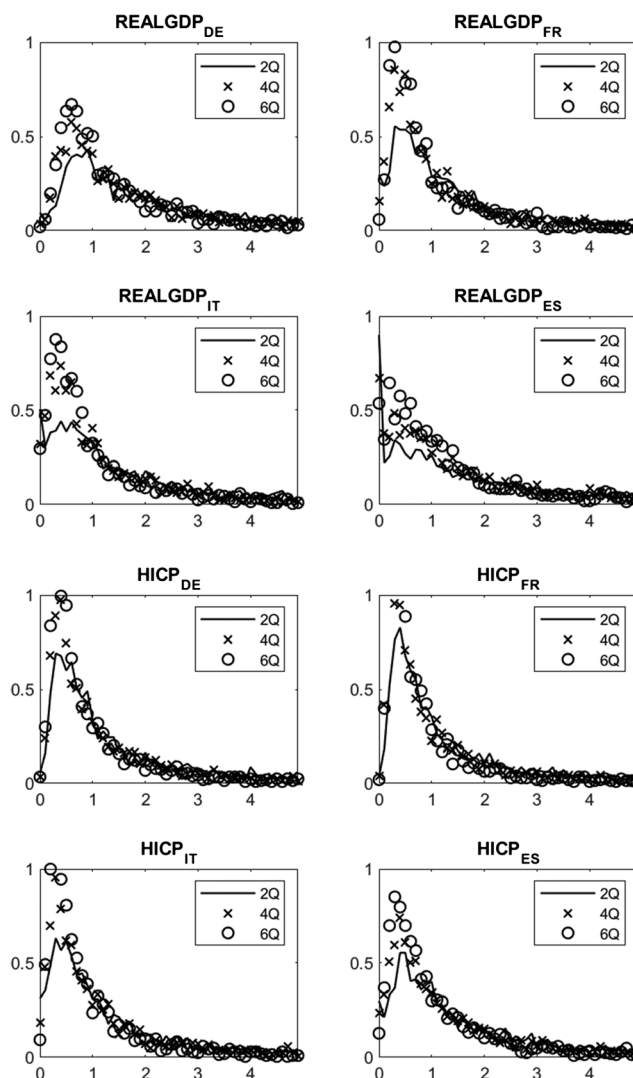 REALGDP_DE
1
0.5
0
0 1 2 3 4
2Q
4Q
6Q
REALGDP_FR
1
0.5
0
0 1 2 3 4
2Q
4Q
6Q
REALGDP_IT
1
0.5
0
0 1 2 3 4
2Q
4Q
6Q
REALGDP_ES
1
0.5
0
0 1 2 3 4
2Q
4Q
6Q
HICP_DE
1
0.5
0
0 1 2 3 4
2Q
4Q
6Q
HICP_FR
1
0.5
0
0 1 2 3 4
2Q
4Q
6Q
HICP_IT
1
0.5
0
0 1 2 3 4
2Q
4Q
6Q
HICP_ES
1
0.5
0
0 1 2 3 4
2Q
4Q
6Q